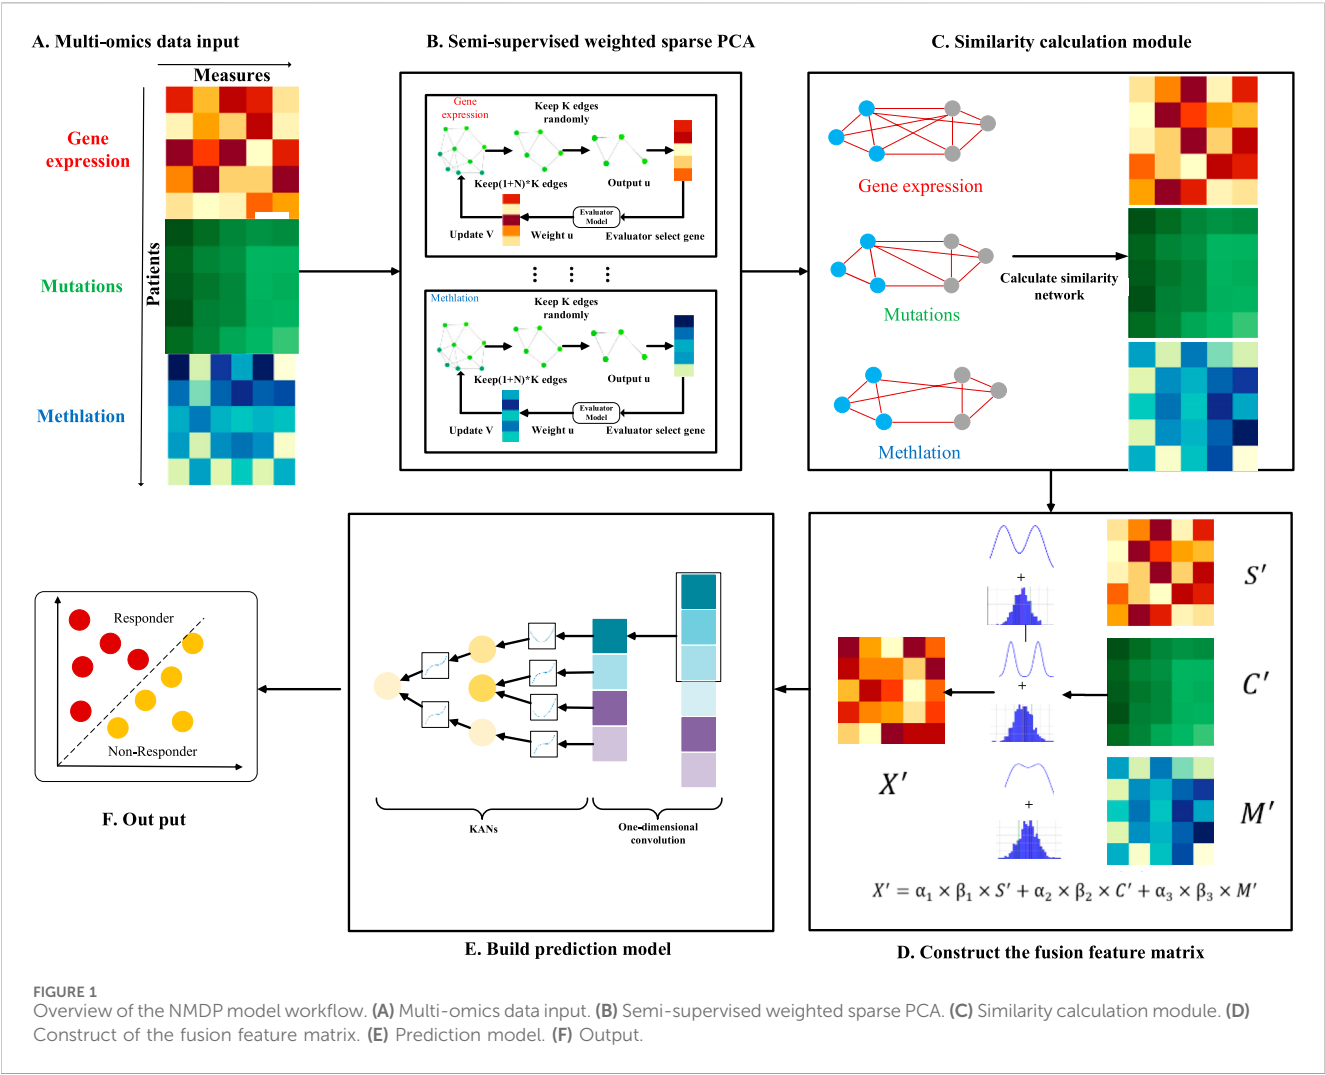 A. Multi-omics data input
Measures
Patients
Gene
expression
Mutations
Methlation
B. Semi-supervised weighted sparse PCA
Gene
expression
Keep K edges
randomly
Keep(1+N)*K edges
Output u
Evaluator
Model
Update V
Weight u
Evaluator select gene
Methlation
Keep K edges
randomly
Keep(1+N)*K edges
Output u
Evaluator
Model
Update V
Weight u
Evaluator select gene
C. Similarity calculation module
Gene expression
Mutations
Methlation
Calculate similarity
network
S′
+
C′
+
M′
+
X′
X′ = α₁ × β₁ × S′ + α₂ × β₂ × C′ + α₃ × β₃ × M′
D. Construct the fusion feature matrix
KANs
One-dimensional
convolution
E. Build prediction model
Responder
Non-Responder
F. Out put
FIGURE 1
Overview of the NMDP model workflow. (A) Multi-omics data input. (B) Semi-supervised weighted sparse PCA. (C) Similarity calculation module. (D)
Construct of the fusion feature matrix. (E) Prediction model. (F) Output.